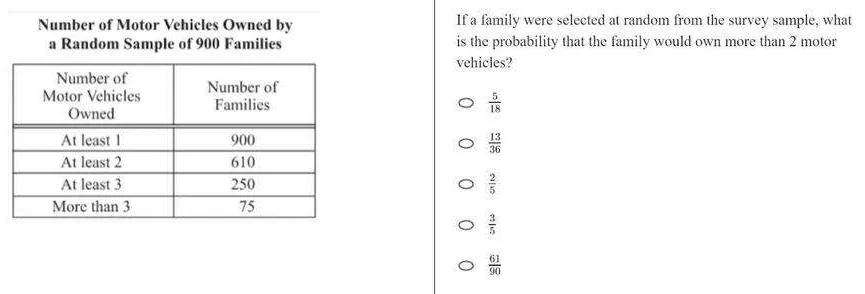 Number of Motor Vehicles Owned by
a Random Sample of 900 Families
Number of
Motor Vehicles
Owned
Number of
Families
At least 1
900
At least 2
610
At least 3
250
More than 3
75
If a family were selected at random from the survey sample, what
is the probability that the family would own more than 2 motor
vehicles?
5/18
13/36
2/5
3/5
61/90